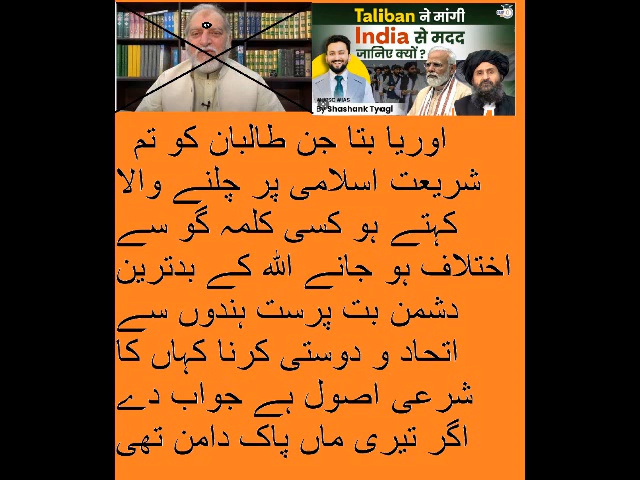 Taliban ने मांगी
India से मदद
जानिए क्यों ?
By Shashank Tyagi
اوریا بتا جن طالبان کو تم
شریعت اسلامی پر چلنے والا
کہتے ہو کسی کلمہ گو سے
اختلاف ہو جانے اللہ کے بدترین
دشمن بت پرست ہندوں سے
اتحاد و دوستی کرنا کہاں کا
شرعی اصول ہے جواب دے
اگر تیری ماں پاک دامن تھی